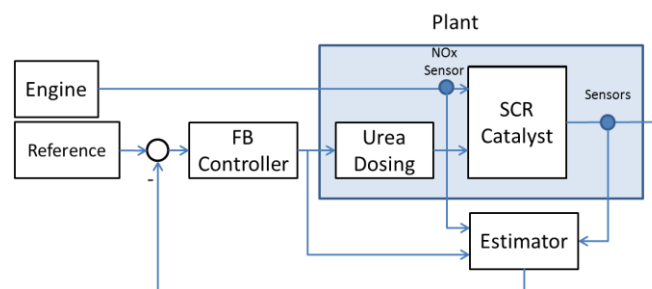 Plant
NOx
Sensor
Engine
SCR
Catalyst
Sensors
Reference
-
FB
Controller
Urea
Dosing
Estimator